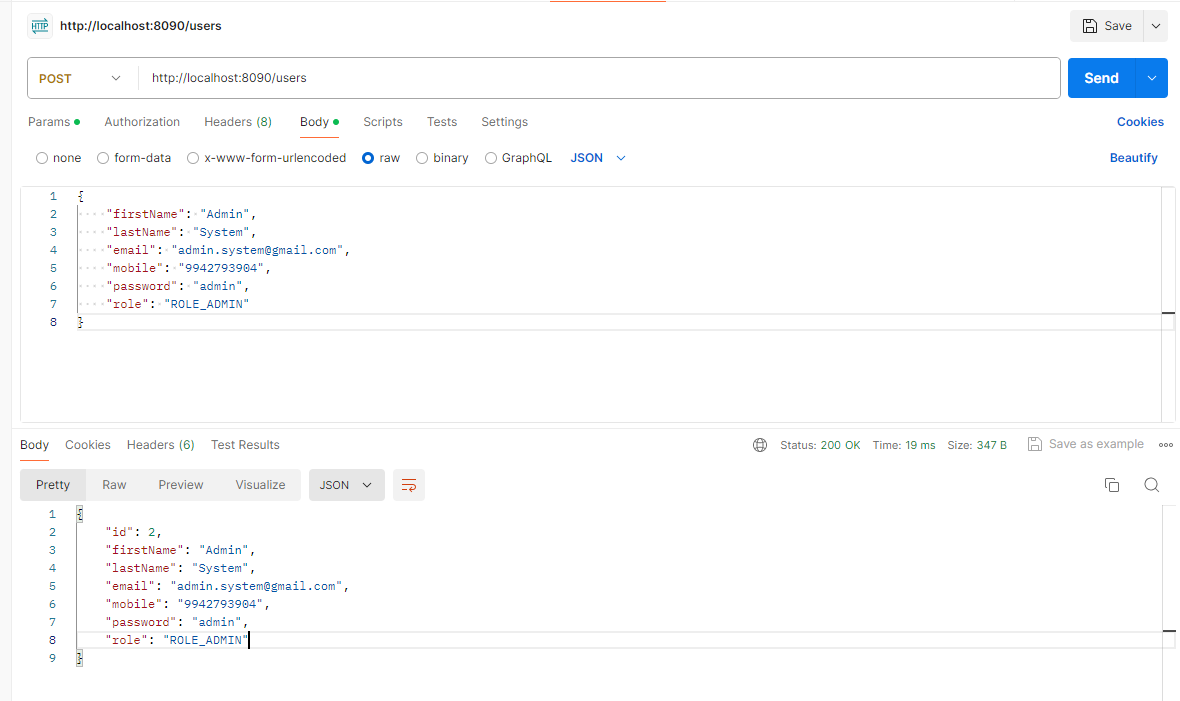 HTTP http://localhost:8090/users Save
POST http://localhost:8090/users Send
Params Authorization Headers (8) Body Scripts Tests Settings Cookies
none form-data x-www-form-urlencoded raw binary GraphQL JSON Beautify
1 {
2 "firstName": "Admin",
3 "lastName": "System",
4 "email": "admin.system@gmail.com",
5 "mobile": "9942793904",
6 "password": "admin",
7 "role": "ROLE_ADMIN"
8 }
Body Cookies Headers (6) Test Results Status: 200 OK Time: 19 ms Size: 347 B Save as example
Pretty Raw Preview Visualize JSON
1 {
2 "id": 2,
3 "firstName": "Admin",
4 "lastName": "System",
5 "email": "admin.system@gmail.com",
6 "mobile": "9942793904",
7 "password": "admin",
8 "role": "ROLE_ADMIN"
9 }